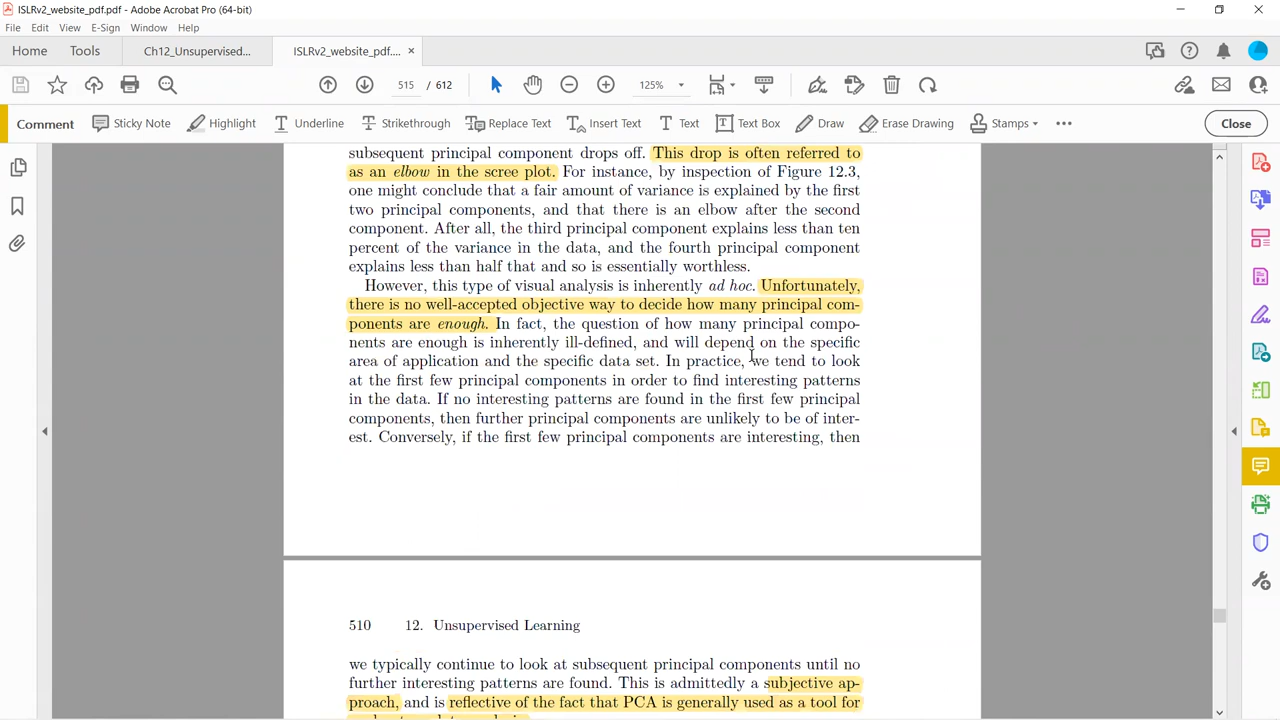 ISLRv2_website_pdf.pdf - Adobe Acrobat Pro (64-bit)
File Edit View E-Sign Window Help
Home Tools Ch12_Unsupervised... ISLRv2_website_pdf.... ×
515 / 612 125%
Comment Sticky Note Highlight Underline Strikethrough Replace Text Insert Text Text Text Box Draw Erase Drawing Stamps Close
subsequent principal component drops off. This drop is often referred to
as an elbow in the scree plot. For instance, by inspection of Figure 12.3,
one might conclude that a fair amount of variance is explained by the first
two principal components, and that there is an elbow after the second
component. After all, the third principal component explains less than ten
percent of the variance in the data, and the fourth principal component
explains less than half that and so is essentially worthless.
However, this type of visual analysis is inherently ad hoc. Unfortunately,
there is no well-accepted objective way to decide how many principal com-
ponents are enough. In fact, the question of how many principal compo-
nents are enough is inherently ill-defined, and will depend on the specific
area of application and the specific data set. In practice, we tend to look
at the first few principal components in order to find interesting patterns
in the data. If no interesting patterns are found in the first few principal
components, then further principal components are unlikely to be of inter-
est. Conversely, if the first few principal components are interesting, then
510 12. Unsupervised Learning
we typically continue to look at subsequent principal components until no
further interesting patterns are found. This is admittedly a subjective ap-
proach, and is reflective of the fact that PCA is generally used as a tool for